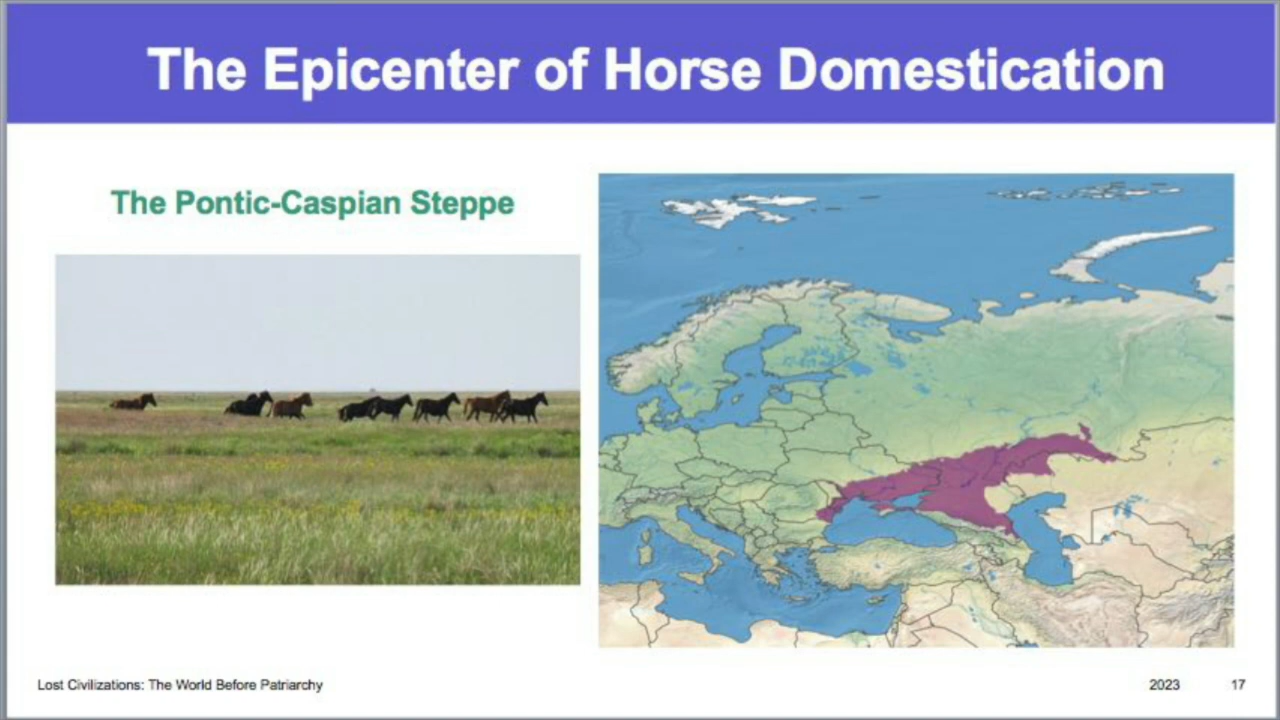 The Epicenter of Horse Domestication
The Pontic-Caspian Steppe
Lost Civilizations: The World Before Patriarchy
2023
17